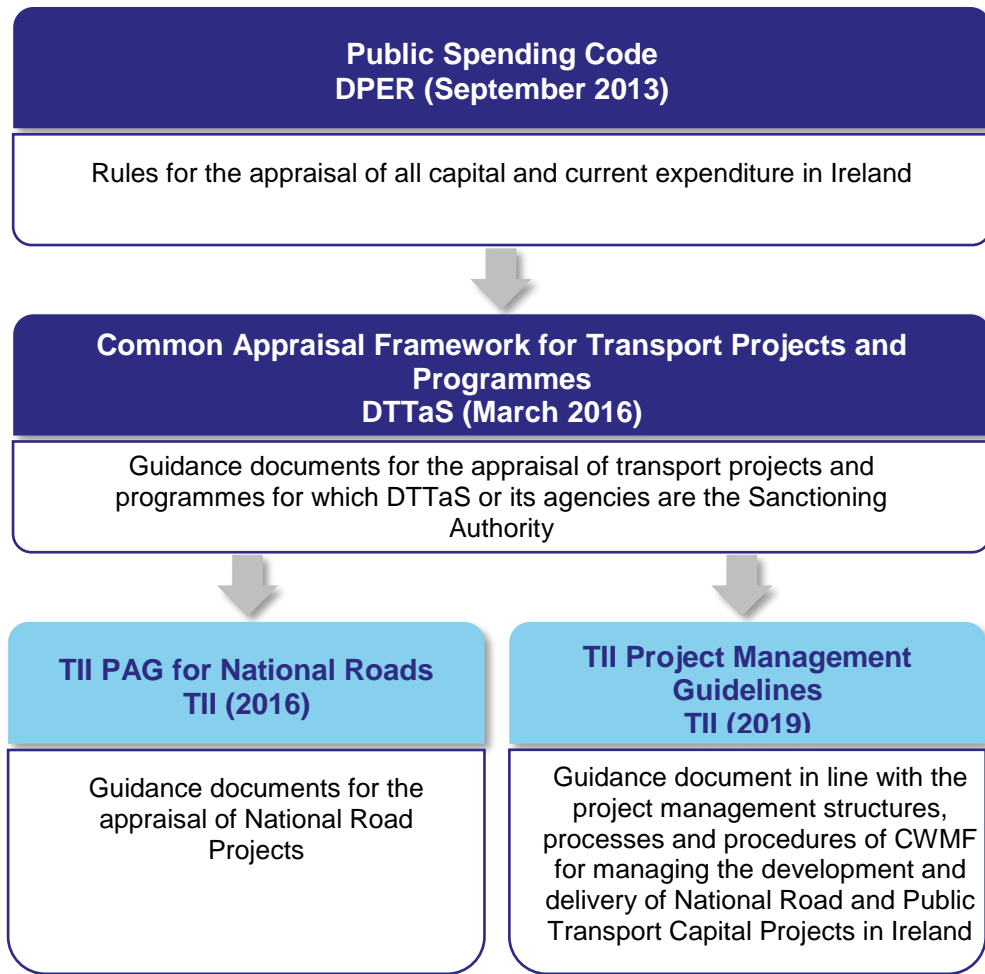 Public Spending Code
DPER (September 2013)
Rules for the appraisal of all capital and current expenditure in Ireland
Common Appraisal Framework for Transport Projects and
Programmes
DTTaS (March 2016)
Guidance documents for the appraisal of transport projects and
programmes for which DTTaS or its agencies are the Sanctioning
Authority
TII PAG for National Roads
TII (2016)
Guidance documents for the
appraisal of National Road
Projects
TII Project Management
Guidelines
TII (2019)
Guidance document in line with the
project management structures,
processes and procedures of CWMF
for managing the development and
delivery of National Road and Public
Transport Capital Projects in Ireland